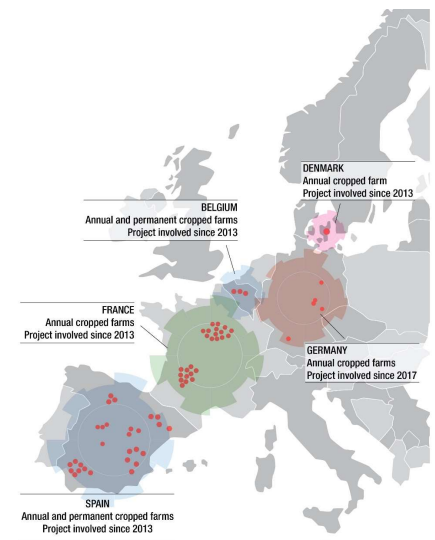 DENMARK
Annual cropped farm
Project involved since 2013
BELGIUM
Annual and permanent cropped farms
Project involved since 2013
FRANCE
Annual cropped farms
Project involved since 2013
GERMANY
Annual cropped farms
Project involved since 2017
SPAIN
Annual and permanent cropped farms
Project involved since 2013